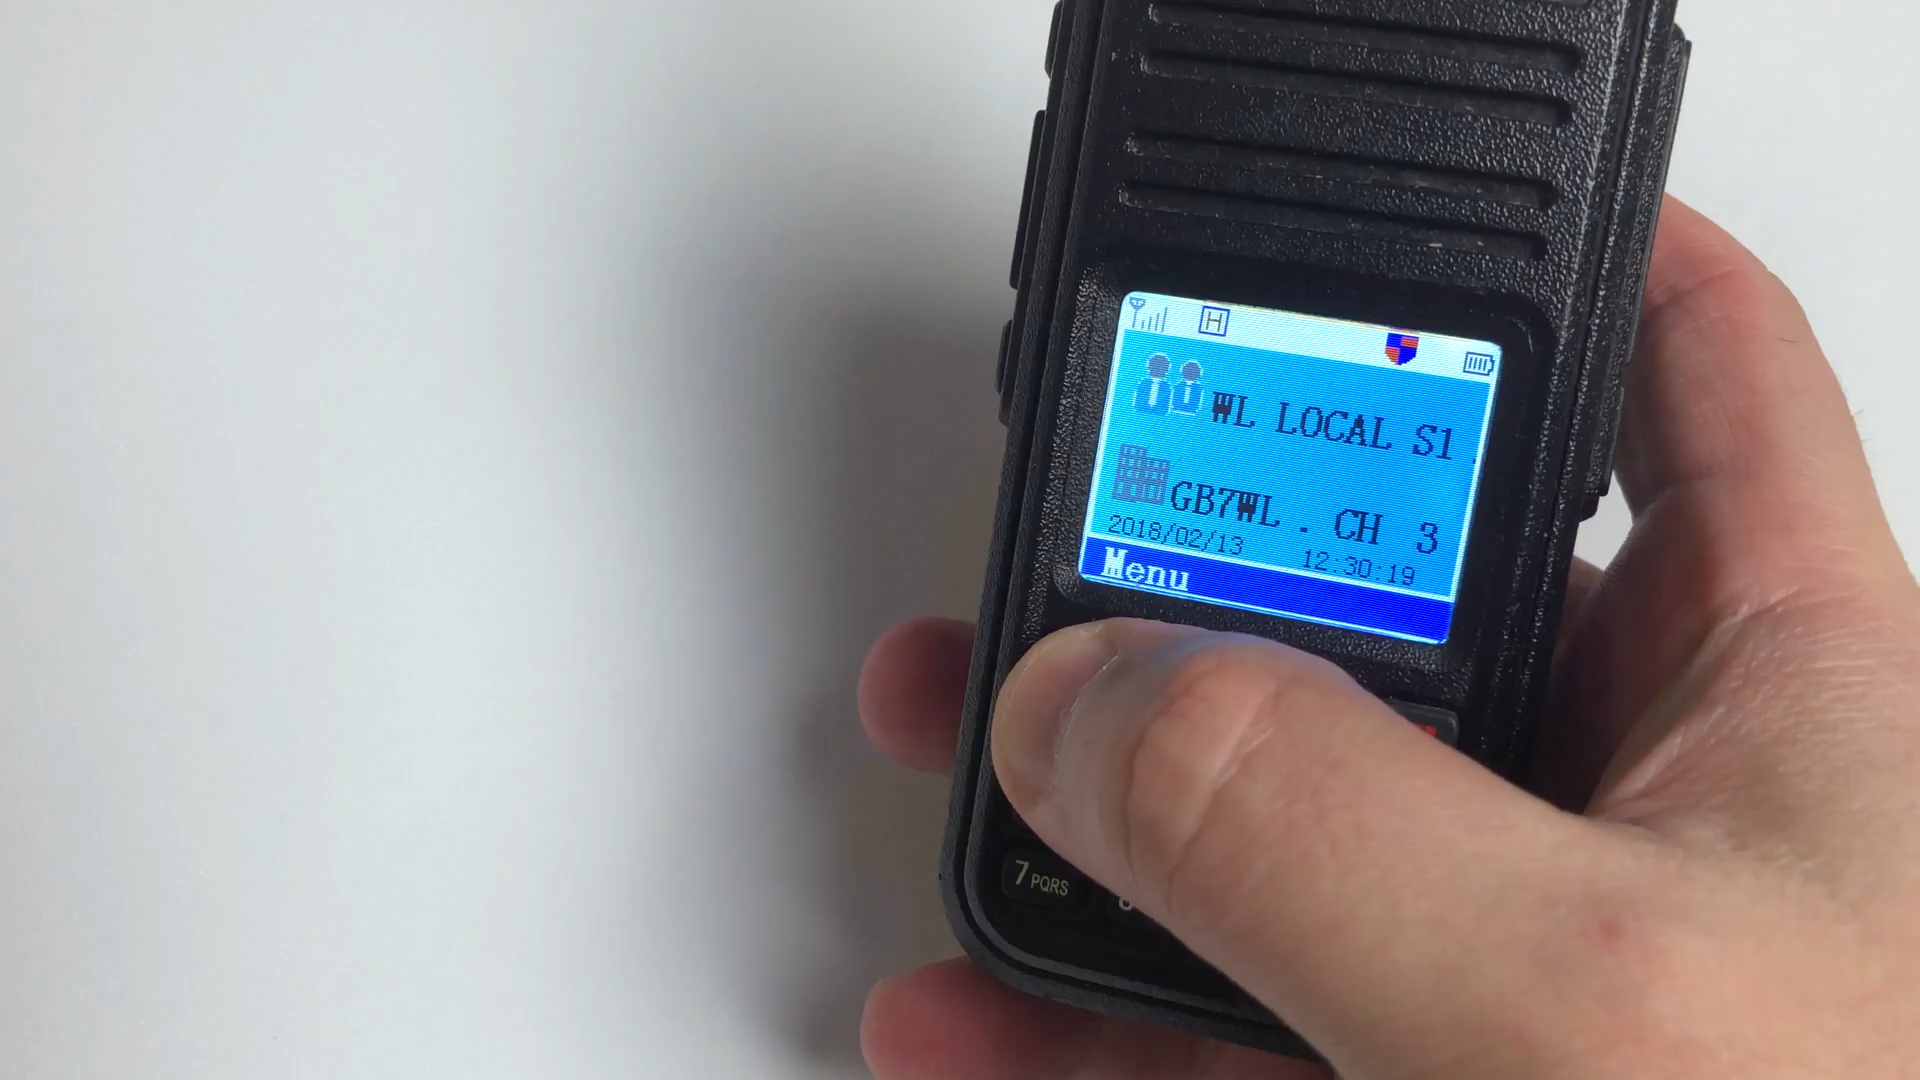 H
WL LOCAL S1 .
GB7WL . CH 3
2018/02/13 12:30:19
Menu
7 PQRS